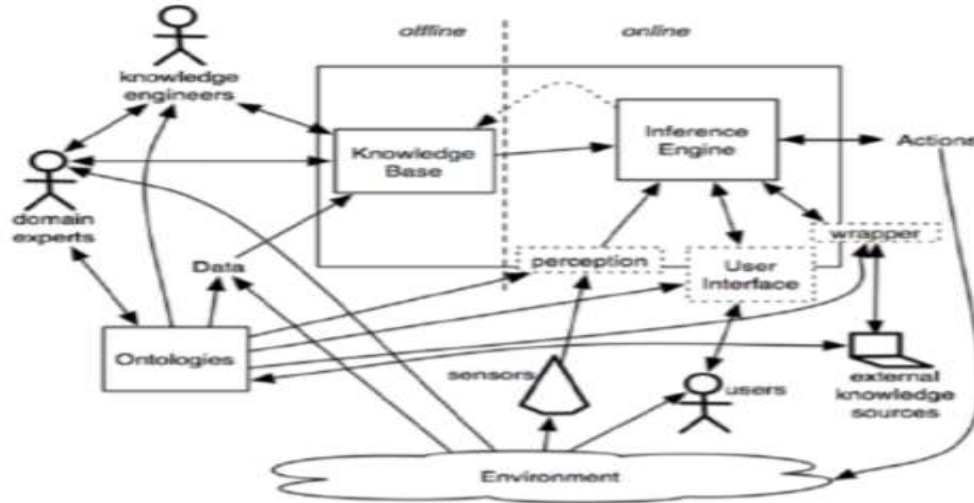 offline
online
knowledge
engineers
Knowledge
Base
Inference
Engine
Actions
domain
experts
Data
perception
User
Interface
wrapper
Ontologies
sensors
users
external
knowledge
sources
Environment